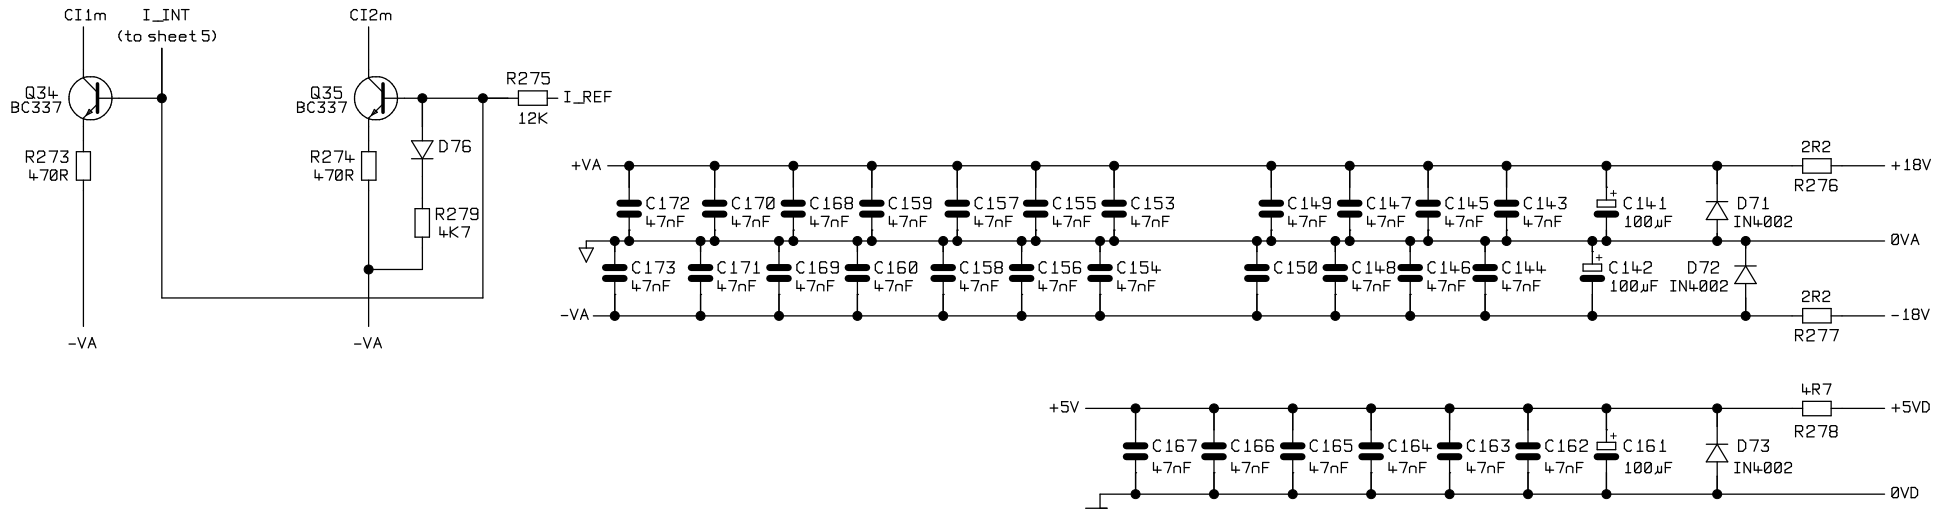 CI1m
I_INT
(to sheet 5)
CI2m
Q34
BC337
Q35
BC337
R275
12K
I_REF
R273
470R
R274
470R
D76
R279
4K7
-VA
-VA
+VA
2R2
R276
+18V
C172
47nF
C170
47nF
C168
47nF
C159
47nF
C157
47nF
C155
47nF
C153
47nF
C149
47nF
C147
47nF
C145
47nF
C143
47nF
+
C141
100µF
D71
IN4002
0VA
C173
47nF
C171
47nF
C169
47nF
C160
47nF
C158
47nF
C156
47nF
C154
47nF
C150
47nF
C148
47nF
C146
47nF
C144
47nF
+
C142
100µF
D72
IN4002
-VA
2R2
R277
-18V
+5V
4R7
R278
+5VD
C167
47nF
C166
47nF
C165
47nF
C164
47nF
C163
47nF
C162
47nF
+
C161
100µF
D73
IN4002
0VD